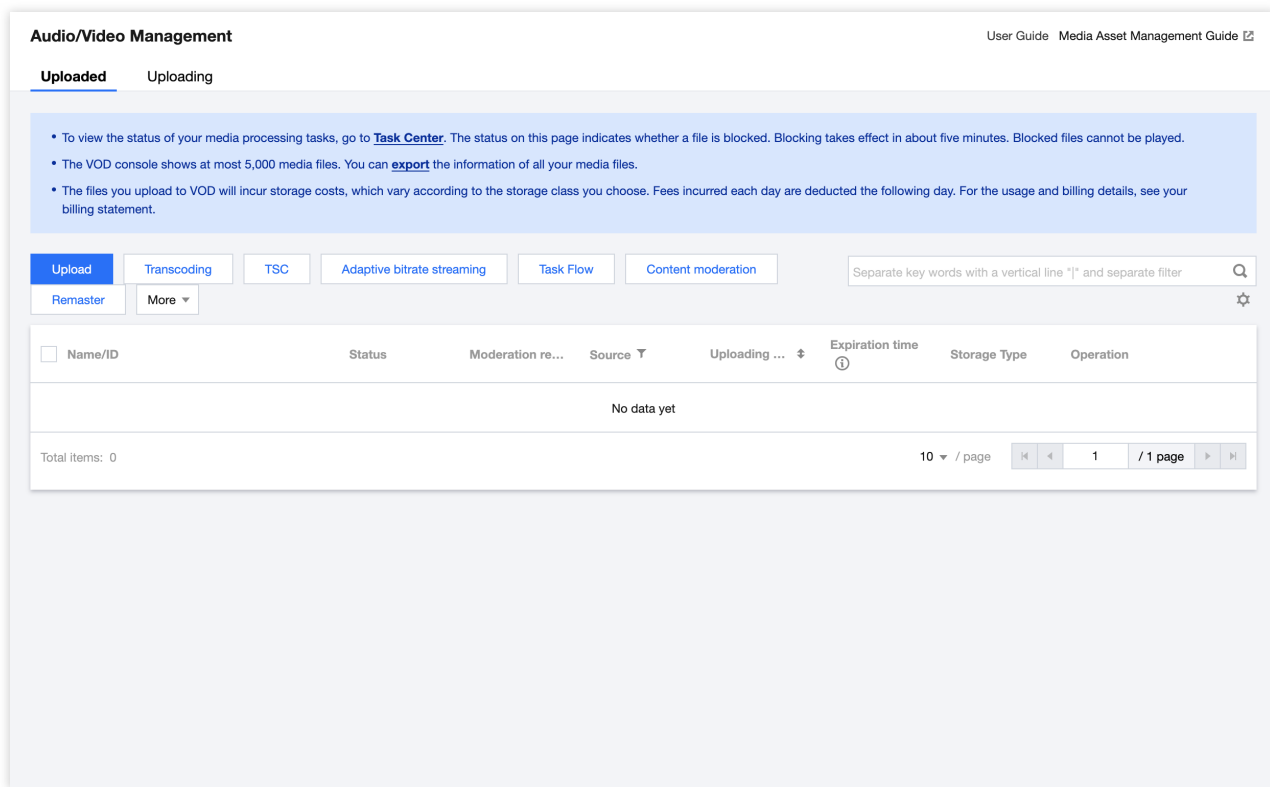 Audio/Video Management
User Guide Media Asset Management Guide
Uploaded Uploading
• To view the status of your media processing tasks, go to Task Center. The status on this page indicates whether a file is blocked. Blocking takes effect in about five minutes. Blocked files cannot be played.
• The VOD console shows at most 5,000 media files. You can export the information of all your media files.
• The files you upload to VOD will incur storage costs, which vary according to the storage class you choose. Fees incurred each day are deducted the following day. For the usage and billing details, see your
billing statement.
Upload Transcoding TSC Adaptive bitrate streaming Task Flow Content moderation
Separate key words with a vertical line "|" and separate filter
Remaster More
Name/ID Status Moderation re... Source Uploading ... Expiration time Storage Type Operation
No data yet
Total items: 0 10 / page 1 / 1 page